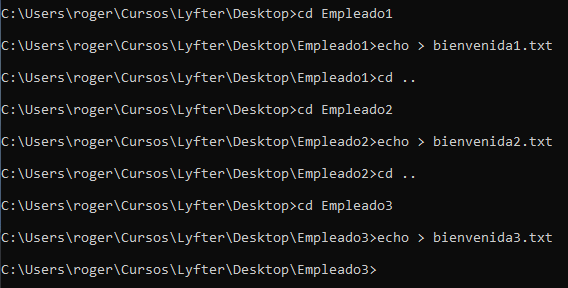 C:\Users\roger\Cursos\Lyfter\Desktop>cd Empleado1
C:\Users\roger\Cursos\Lyfter\Desktop\Empleado1>echo > bienvenida1.txt
C:\Users\roger\Cursos\Lyfter\Desktop\Empleado1>cd ..
C:\Users\roger\Cursos\Lyfter\Desktop>cd Empleado2
C:\Users\roger\Cursos\Lyfter\Desktop\Empleado2>echo > bienvenida2.txt
C:\Users\roger\Cursos\Lyfter\Desktop\Empleado2>cd ..
C:\Users\roger\Cursos\Lyfter\Desktop>cd Empleado3
C:\Users\roger\Cursos\Lyfter\Desktop\Empleado3>echo > bienvenida3.txt
C:\Users\roger\Cursos\Lyfter\Desktop\Empleado3>